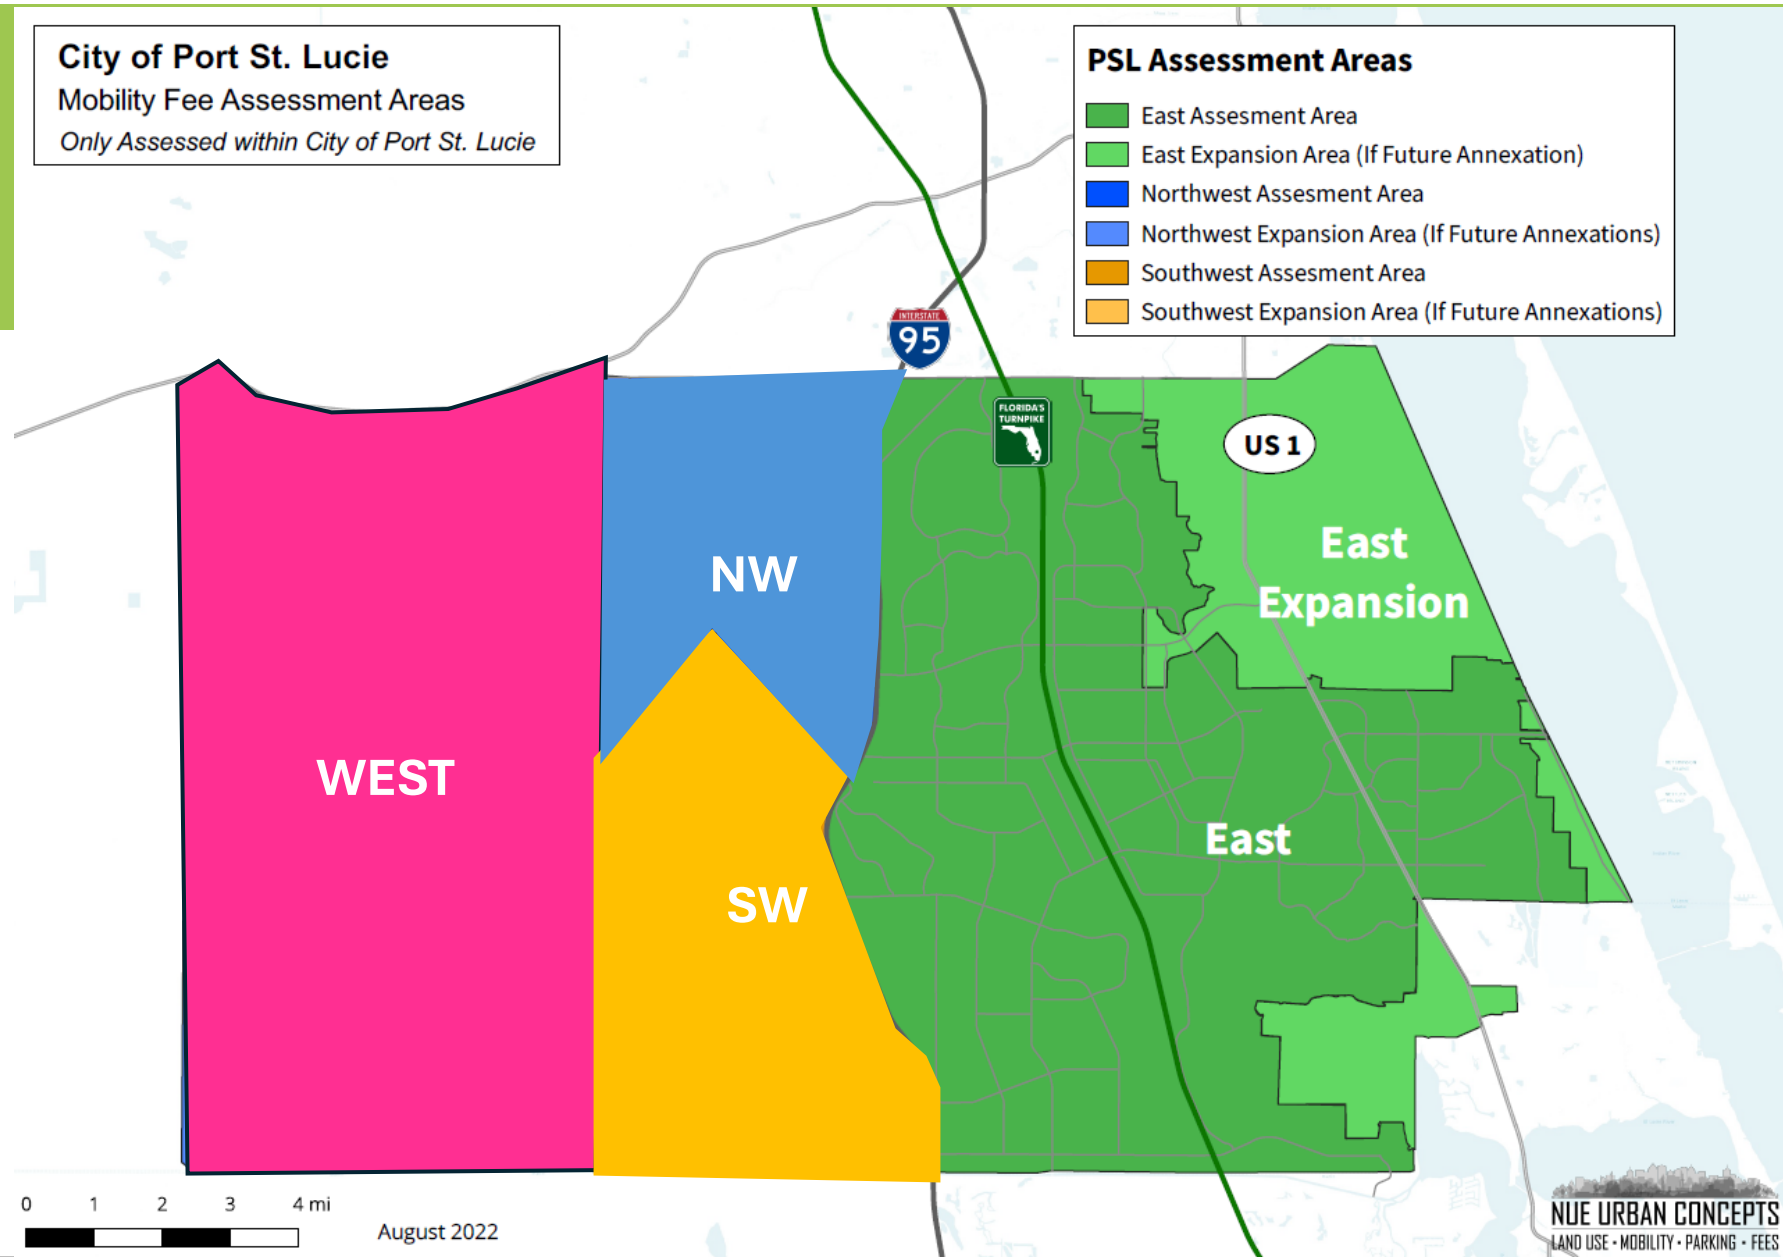 City of Port St. Lucie
Mobility Fee Assessment Areas
Only Assessed within City of Port St. Lucie
PSL Assessment Areas
East Assesment Area
East Expansion Area (If Future Annexation)
Northwest Assesment Area
Northwest Expansion Area (If Future Annexations)
Southwest Assesment Area
Southwest Expansion Area (If Future Annexations)
INTERSTATE
95
FLORIDA'S
TURNPIKE
US 1
East
Expansion
NW
WEST
East
SW
0 1 2 3 4 mi
August 2022
NUE URBAN CONCEPTS
LAND USE • MOBILITY • PARKING • FEES